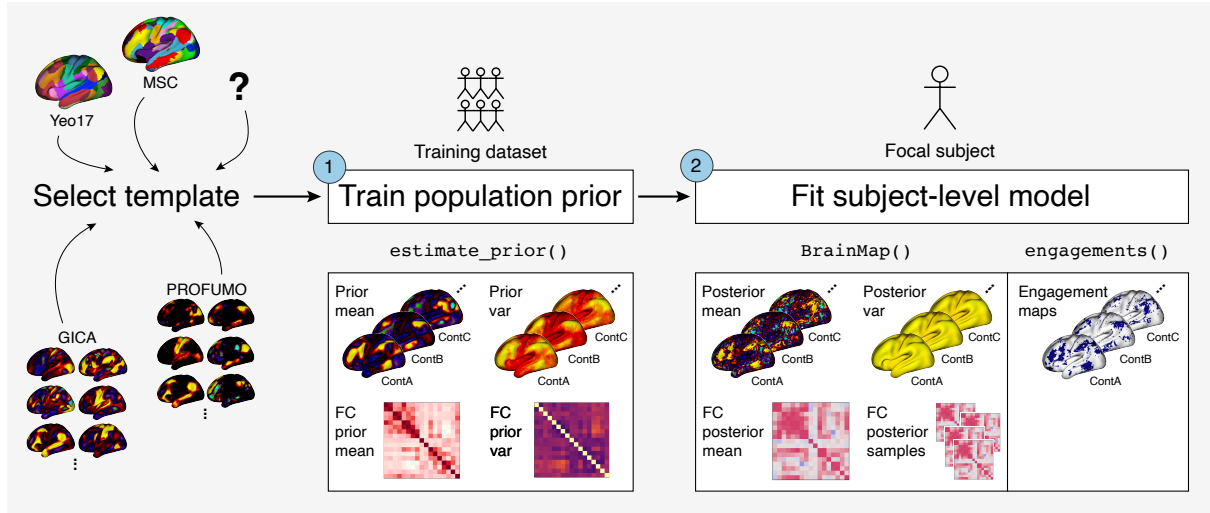 MSC
Yeo17
?
Select template
GICA
PROFUMO
1
Training dataset
Train population prior
estimate_prior()
Prior
mean
ContC
ContB
ContA
Prior
var
ContC
ContB
ContA
FC
prior
mean
FC
prior
var
2
Focal subject
Fit subject-level model
BrainMap()
Posterior
mean
ContC
ContB
ContA
Posterior
var
ContC
ContB
ContA
FC
posterior
mean
FC
posterior
samples
engagements()
Engagement
maps
ContC
ContB
ContA